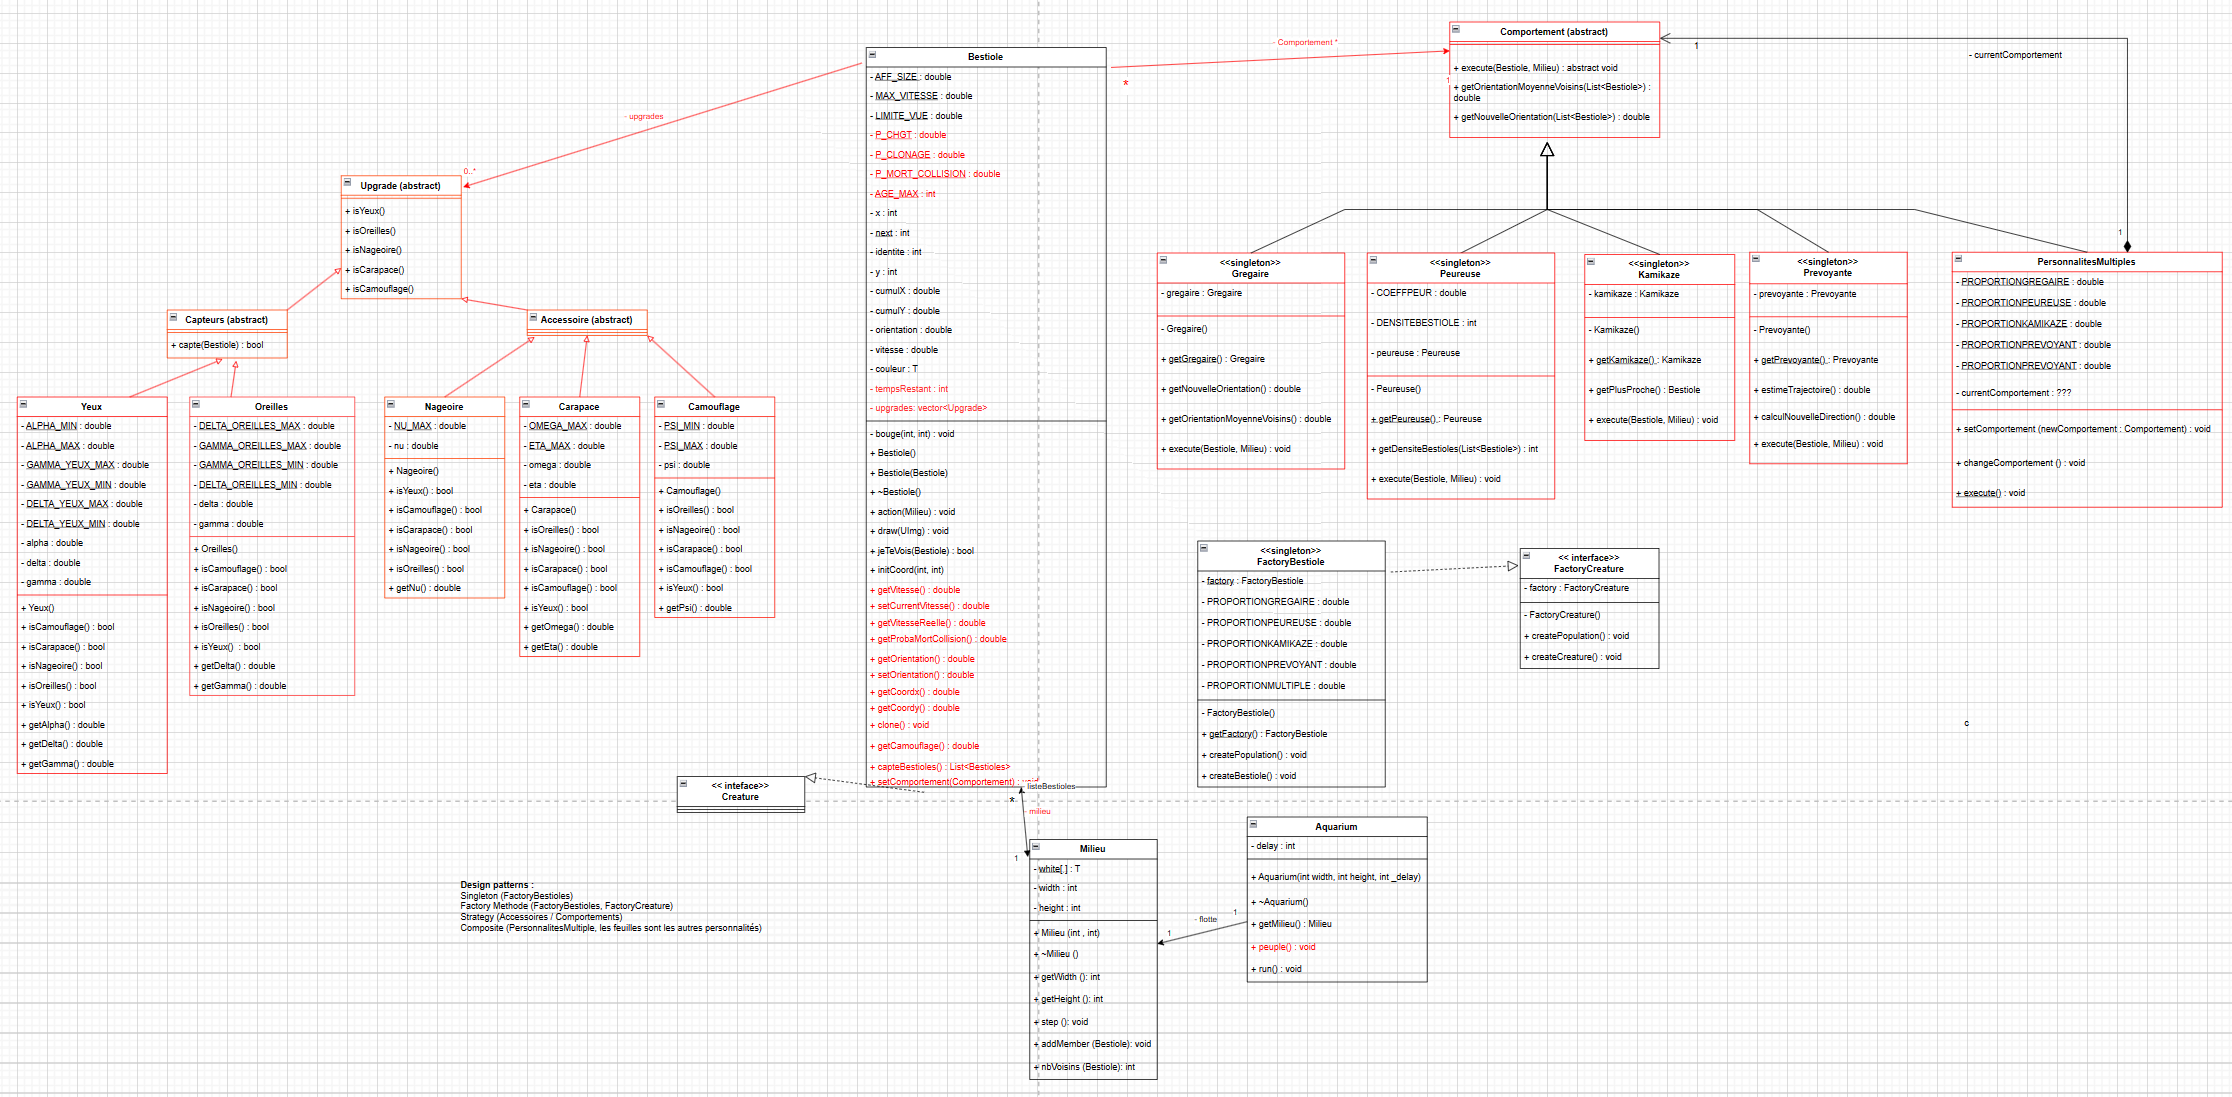 Bestiole
- AFF_SIZE : double
- MAX_VITESSE : double
- LIMITE_VUE : double
- P_CHGT : double
- P_CLONAGE : double
- P_MORT_COLLISION : double
- AGE_MAX : int
- x : int
- next : int
- identite : int
- y : int
- cumulX : double
- cumulY : double
- orientation : double
- vitesse : double
- couleur : T
- tempsRestant : int
- upgrades: vector<Upgrade>
- bouge(int, int) : void
+ Bestiole()
+ Bestiole(Bestiole)
+ ~Bestiole()
+ action(Milieu) : void
+ draw(UImg) : void
+ jeTeVois(Bestiole) : bool
+ initCoord(int, int)
+ getVitesse() : double
+ setCurrentVitesse() : double
+ getVitesseReelle() : double
+ getProbaMortCollision() : double
+ getOrientation() : double
+ setOrientation() : double
+ getCoordx() : double
+ getCoordy() : double
+ clone() : void
+ getCamouflage() : double
+ capteBestioles() : List<Bestioles>
+ setComportement(Comportement) : void
- upgrades
0..*
- Comportement *
*
1
Comportement (abstract)
+ execute(Bestiole, Milieu) : abstract void
+ getOrientationMoyenneVoisins(List<Bestiole>) :
double
+ getNouvelleOrientation(List<Bestiole>) : double
1
- currentComportement
1
Upgrade (abstract)
+ isYeux()
+ isOreilles()
+ isNageoire()
+ isCarapace()
+ isCamouflage()
Capteurs (abstract)
+ capte(Bestiole) : bool
Accessoire (abstract)
Yeux
- ALPHA_MIN : double
- ALPHA_MAX : double
- GAMMA_YEUX_MAX : double
- GAMMA_YEUX_MIN : double
- DELTA_YEUX_MAX : double
- DELTA_YEUX_MIN : double
- alpha : double
- delta : double
- gamma : double
+ Yeux()
+ isCamouflage() : bool
+ isCarapace() : bool
+ isNageoire() : bool
+ isOreilles() : bool
+ isYeux() : bool
+ getAlpha() : double
+ getDelta() : double
+ getGamma() : double
Oreilles
- DELTA_OREILLES_MAX : double
- GAMMA_OREILLES_MAX : double
- GAMMA_OREILLES_MIN : double
- DELTA_OREILLES_MIN : double
- delta : double
- gamma : double
+ Oreilles()
+ isCamouflage() : bool
+ isCarapace() : bool
+ isNageoire() : bool
+ isOreilles() : bool
+ isYeux() : bool
+ getDelta() : double
+ getGamma() : double
Nageoire
- NU_MAX : double
- nu : double
+ Nageoire()
+ isYeux() : bool
+ isCamouflage() : bool
+ isCarapace() : bool
+ isNageoire() : bool
+ isOreilles() : bool
+ getNu() : double
Carapace
- OMEGA_MAX : double
- ETA_MAX : double
- omega : double
- eta : double
+ Carapace()
+ isOreilles() : bool
+ isNageoire() : bool
+ isCarapace() : bool
+ isCamouflage() : bool
+ isYeux() : bool
+ getOmega() : double
+ getEta() : double
Camouflage
- PSI_MIN : double
- PSI_MAX : double
- psi : double
+ Camouflage()
+ isOreilles() : bool
+ isNageoire() : bool
+ isCarapace() : bool
+ isCamouflage() : bool
+ isYeux() : bool
+ getPsi() : double
<<singleton>>
Gregaire
- gregaire : Gregaire
- Gregaire()
+ getGregaire() : Gregaire
+ getNouvelleOrientation() : double
+ getOrientationMoyenneVoisins() : double
+ execute(Bestiole, Milieu) : void
<<singleton>>
Peureuse
- COEFFPEUR : double
- DENSITEBESTIOLE : int
- peureuse : Peureuse
- Peureuse()
+ getPeureuse() : Peureuse
+ getDensiteBestioles(List<Bestiole>) : int
+ execute(Bestiole, Milieu) : void
<<singleton>>
Kamikaze
- kamikaze : Kamikaze
- Kamikaze()
+ getKamikaze() : Kamikaze
+ getPlusProche() : Bestiole
+ execute(Bestiole, Milieu) : void
<<singleton>>
Prevoyante
- prevoyante : Prevoyante
- Prevoyante()
+ getPrevoyante() : Prevoyante
+ estimeTrajectoire() : double
+ calculNouvelleDirection() : double
+ execute(Bestiole, Milieu) : void
PersonnalitesMultiples
- PROPORTIONGREGAIRE : double
- PROPORTIONPEUREUSE : double
- PROPORTIONKAMIKAZE : double
- PROPORTIONPREVOYANT : double
- PROPORTIONPREVOYANT : double
- currentComportement : ???
+ setComportement (newComportement : Comportement) : void
+ changeComportement () : void
+ execute() : void
<<singleton>>
FactoryBestiole
- factory : FactoryBestiole
- PROPORTIONGREGAIRE : double
- PROPORTIONPEUREUSE : double
- PROPORTIONKAMIKAZE : double
- PROPORTIONPREVOYANT : double
- PROPORTIONMULTIPLE : double
- FactoryBestiole()
+ getFactory() : FactoryBestiole
+ createPopulation() : void
+ createBestiole() : void
<< interface>>
FactoryCreature
- factory : FactoryCreature
- FactoryCreature()
+ createPopulation() : void
+ createCreature() : void
c
<< inteface>>
Creature
* listeBestioles
- milieu
1
Milieu
- white[.] : T
- width : int
- height : int
+ Milieu (int , int)
+ ~Milieu ()
+ getWidth (): int
+ getHeight (): int
+ step (): void
+ addMember (Bestiole): void
+ nbVoisins (Bestiole): int
1
- flotte
1
Aquarium
- delay : int
+ Aquarium(int width, int height, int _delay)
+ ~Aquarium()
+ getMilieu() : Milieu
+ peuple() : void
+ run() : void
Design patterns :
Singleton (FactoryBestioles)
Factory Methode (FactoryBestioles, FactoryCreature)
Strategy (Accessoires / Comportements)
Composite (PersonnalitesMultiple, les feuilles sont les autres personnalités)